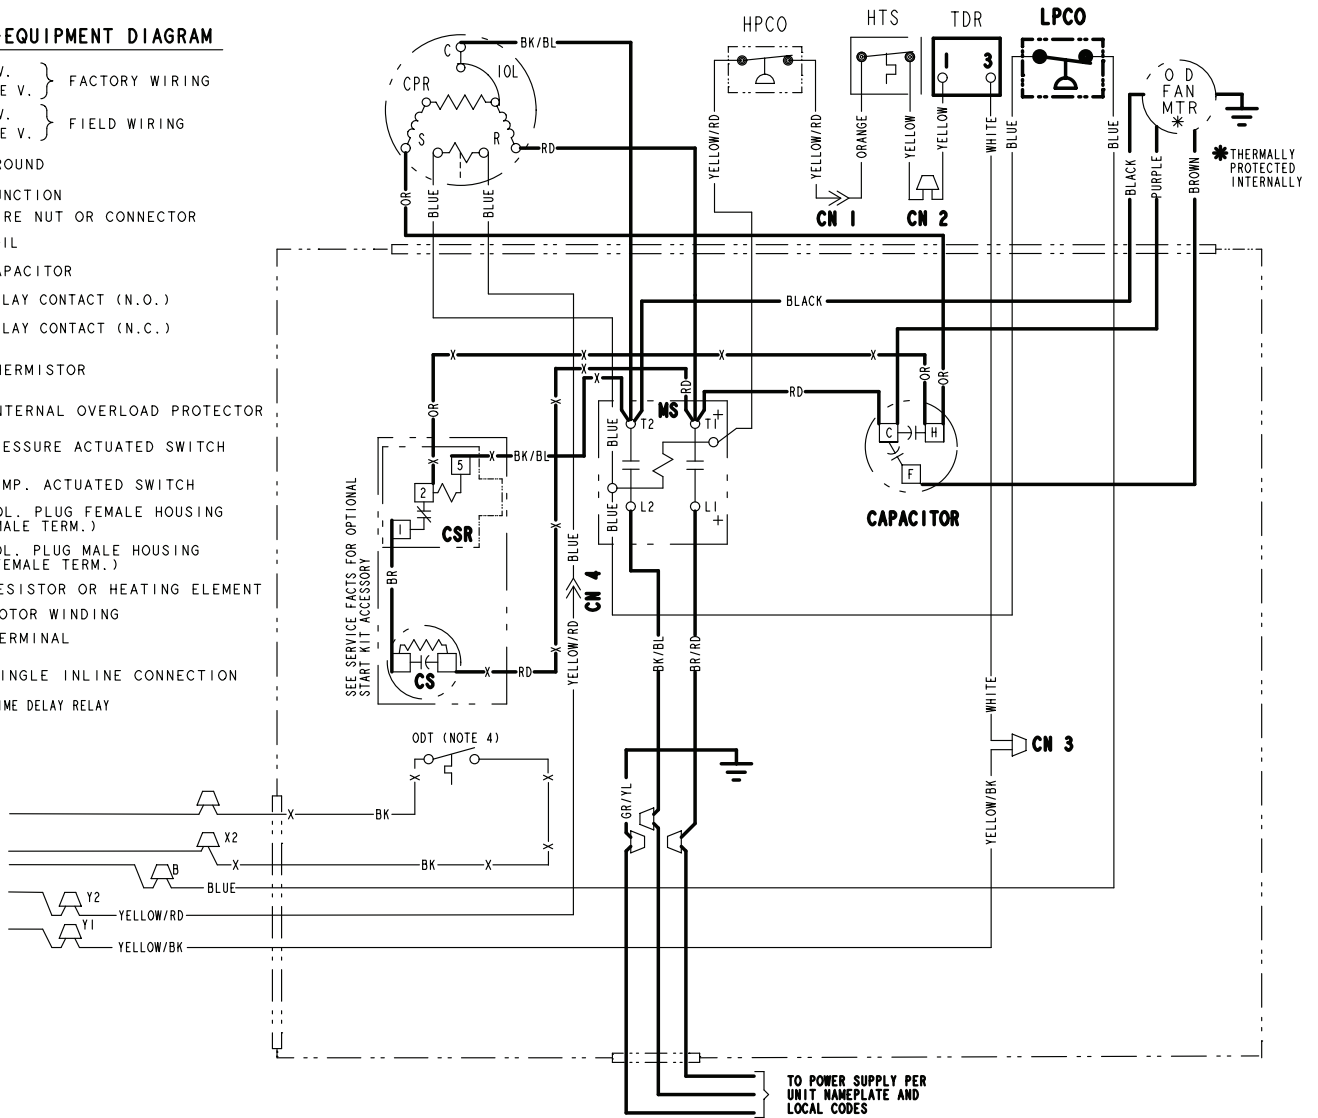 -EQUIPMENT DIAGRAM
V.
E V.
FACTORY WIRING
V.
E V.
FIELD WIRING
ROUND
UNCTION
IRE NUT OR CONNECTOR
IL
APACITOR
LAY CONTACT (N.O.)
LAY CONTACT (N.C.)
HERMISTOR
NTERNAL OVERLOAD PROTECTOR
ESSURE ACTUATED SWITCH
MP. ACTUATED SWITCH
OL. PLUG FEMALE HOUSING
MALE TERM.)
OL. PLUG MALE HOUSING
FEMALE TERM.)
ESISTOR OR HEATING ELEMENT
OTOR WINDING
ERMINAL
INGLE INLINE CONNECTION
IME DELAY RELAY
C
BK/BL
IOL
CPR
S
R
RD
OR
BLUE
BLUE
HPCO
HTS
TDR
LPCO
1
3
O D
FAN
MTR
*
YELLOW/RD
YELLOW/RD
ORANGE
YELLOW
YELLOW
WHITE
BLUE
BLUE
BLACK
PURPLE
BROWN
*THERMALLY
PROTECTED
INTERNALLY
CN 1
CN 2
BLACK
X
X
X
X
X
X
RD
RD
OR
OR
OR
MS
BLUE
T2
T1
+
C
H
F
CAPACITOR
X
X
BK/BL
X
5
2
1
CSR
BLUE
L2
L1
+
X
BLUE
CN 4
BR
SEE SERVICE FACTS FOR OPTIONAL
START KIT ACCESSORY
CS
X
RD
X
YELLOW/RD
BK/BL
BR/RD
WHITE
CN 3
YELLOW/BK
ODT (NOTE 4)
X
X
GR/YL
X
BK
X
X2
X
BK
X
B
BLUE
Y2
YELLOW/RD
Y1
YELLOW/BK
TO POWER SUPPLY PER
UNIT NAMEPLATE AND
LOCAL CODES